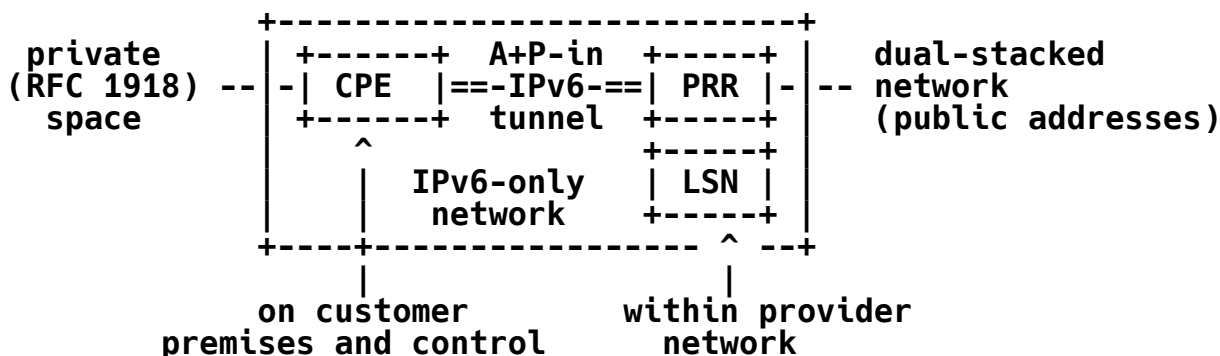 +----------------------------+
private | +------+ A+P-in +-----+ | dual-stacked
(RFC 1918) --|-| CPE |==-IPv6-==| PRR |-|-- network
space | +------+ tunnel +-----+ | (public addresses)
| ^ +-----+ |
| | IPv6-only | LSN | |
| | network +-----+ |
+----+----------------- ^ --+
| |
on customer within provider
premises and control network